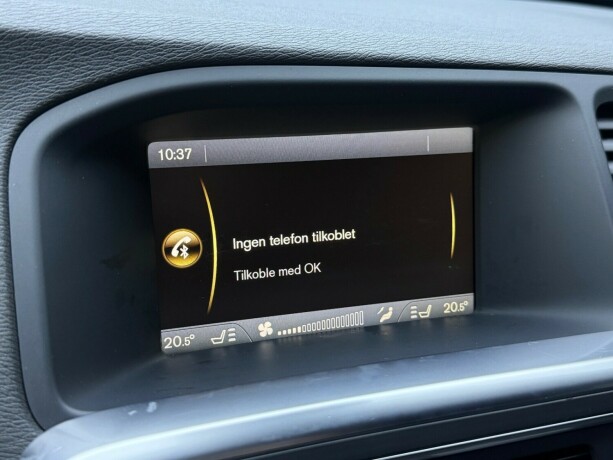 10:37
Ingen telefon tilkoblet
Tilkoble med OK
20.5° 20.5°